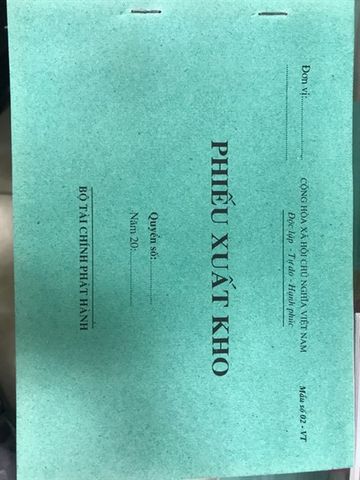 Đơn vị:.................
.............................
CỘNG HÒA XÃ HỘI CHỦ NGHĨA VIỆT NAM
Độc lập - Tự do - Hạnh phúc
Mẫu số 02 - VT
PHIẾU XUẤT KHO
Quyển số:.............
Năm 20:..............
BỘ TÀI CHÍNH PHÁT HÀNH